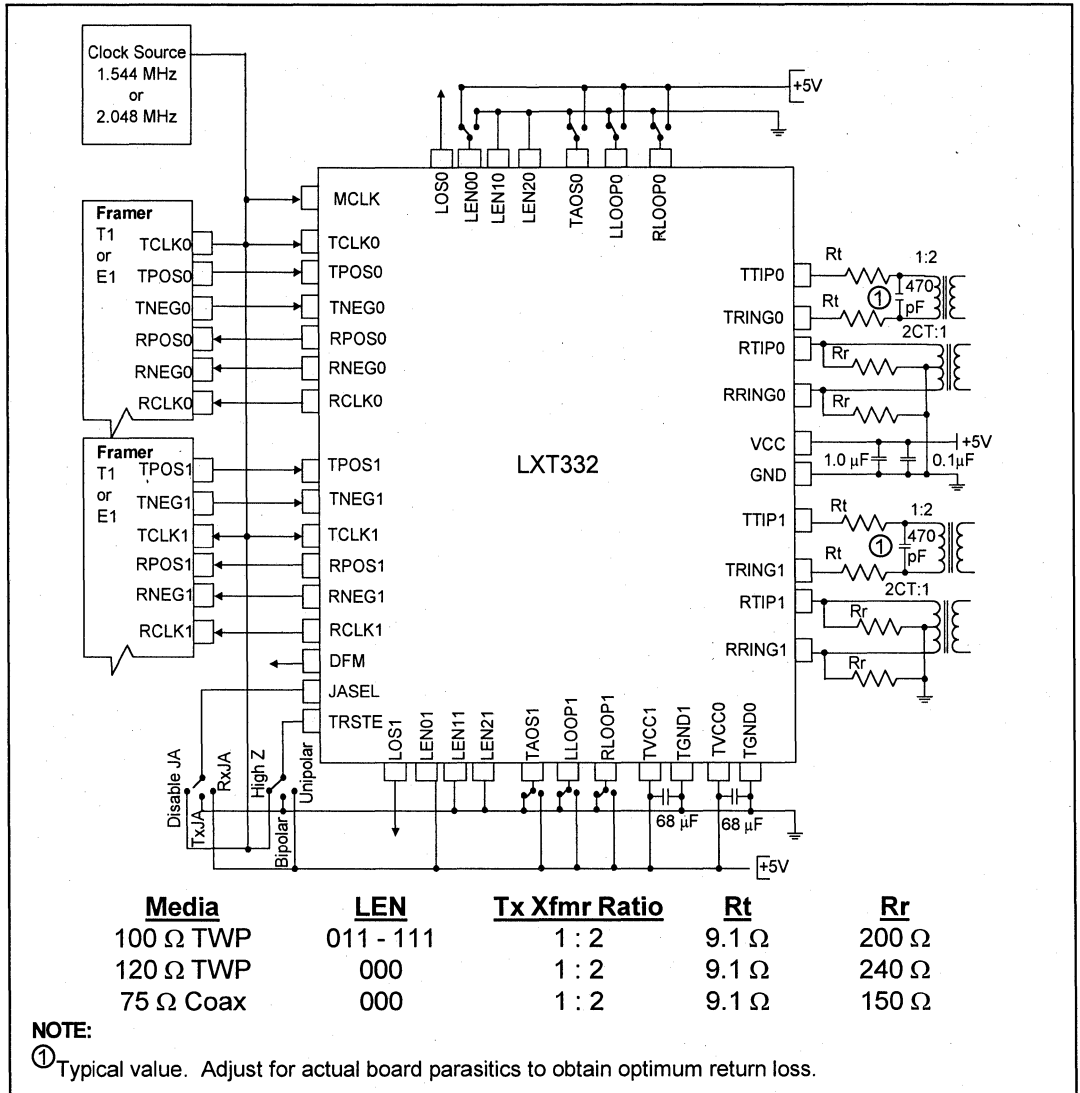 Clock Source
1.544 MHz
or
2.048 MHz
+5V
LOS0
LEN00
LEN10
LEN20
TAOS0
LLOOP0
RLOOP0
Framer
T1
or
E1
TCLK0
TPOS0
TNEG0
RPOS0
RNEG0
RCLK0
Framer
T1
or
E1
TPOS1
TNEG1
TCLK1
RPOS1
RNEG1
RCLK1
MCLK
TCLK0
TPOS0
TNEG0
RPOS0
RNEG0
RCLK0
TPOS1
TNEG1
TCLK1
RPOS1
RNEG1
RCLK1
DFM
JASEL
TRSTE
LXT332
TTIP0
TRING0
RTIP0
RRING0
VCC
GND
TTIP1
TRING1
RTIP1
RRING1
Rt
1:2
1
470
pF
Rt
2CT:1
Rr
Rr
+5V
1.0 µF
0.1µF
Rt
1:2
1
470
pF
Rt
2CT:1
Rr
Rr
LOS1
LEN01
LEN11
LEN21
TAOS1
LLOOP1
RLOOP1
TVCC1
TGND1
TVCC0
TGND0
Disable JA
TxJA
RxJA
High Z
Bipolar
Unipolar
68 µF
68 µF
+5V
Media LEN Tx Xfmr Ratio Rt Rr
100 Ω TWP 011 - 111 1 : 2 9.1 Ω 200 Ω
120 Ω TWP 000 1 : 2 9.1 Ω 240 Ω
75 Ω Coax 000 1 : 2 9.1 Ω 150 Ω
NOTE:
① Typical value. Adjust for actual board parasitics to obtain optimum return loss.